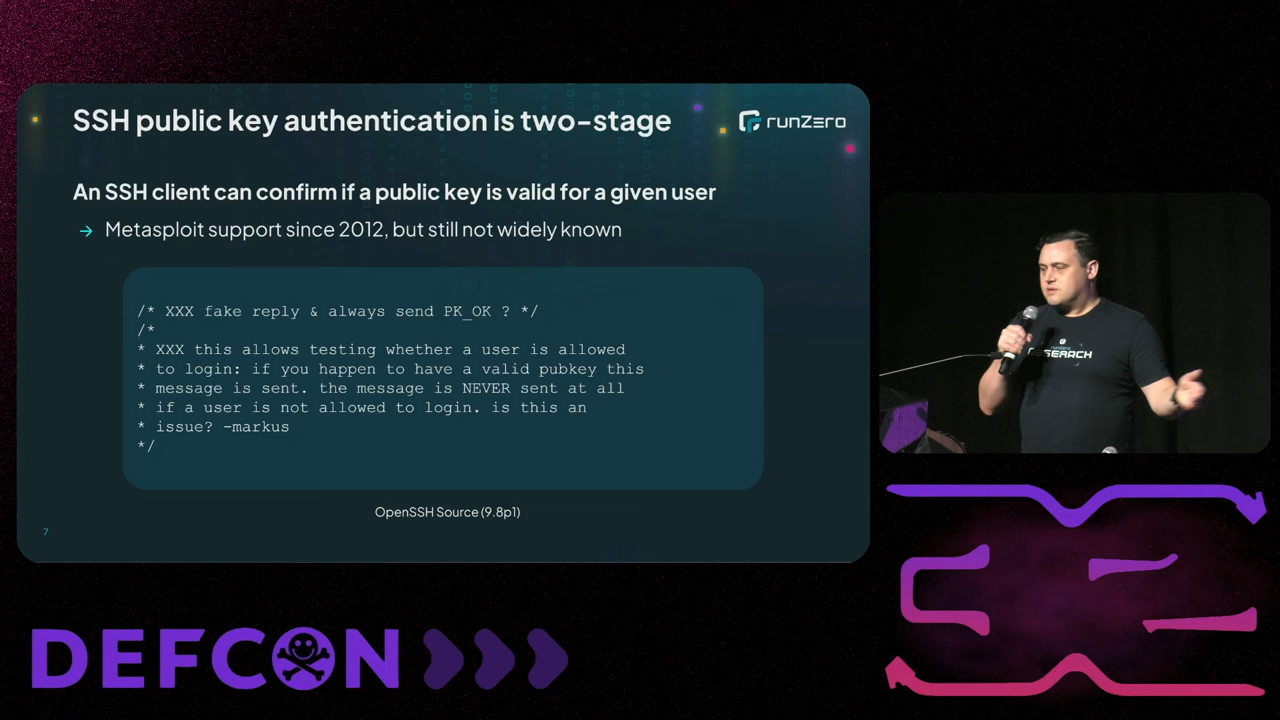 SSH public key authentication is two-stage
runZero
An SSH client can confirm if a public key is valid for a given user
→ Metasploit support since 2012, but still not widely known
/* XXX fake reply & always send PK_OK ? */
/*
* XXX this allows testing whether a user is allowed
* to login: if you happen to have a valid pubkey this
* message is sent. the message is NEVER sent at all
* if a user is not allowed to login. is this an
* issue? -markus
*/
OpenSSH Source (9.8p1)
7
runZero
RESEARCH
DEFCON